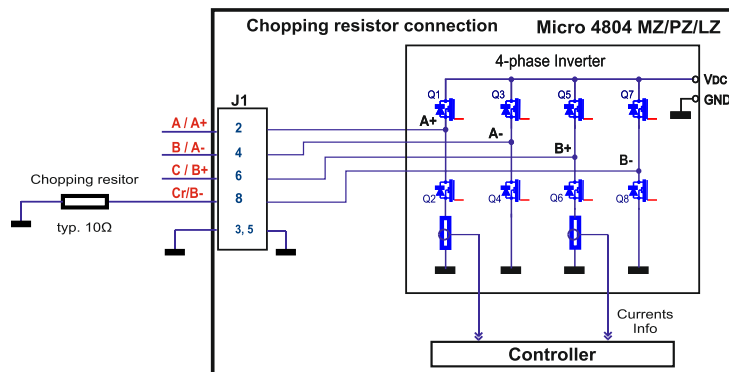 Chopping resistor connection Micro 4804 MZ/PZ/LZ
4-phase Inverter
VDC
GND
Q1 Q3 Q5 Q7
J1
A / A+ 2 A+
B / A- 4 A-
C / B+ 6 B+
Cr/B- 8 B-
Chopping resitor
typ. 10Ω
3, 5
Q2 Q4 Q6 Q8
Currents
Info
Controller